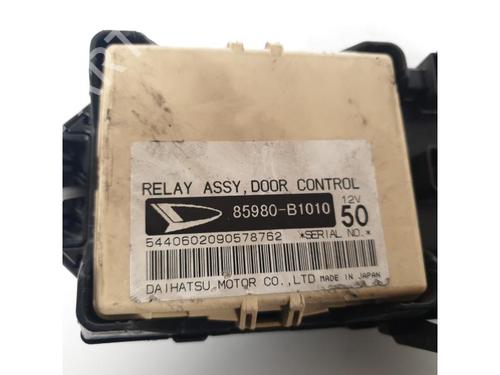 RELAY ASSY, DOOR CONTROL
85980-B1010 12V 50
5440602090578762 *SERIAL NO.*
DAIHATSU MOTOR CO.,LTD MADE IN JAPAN